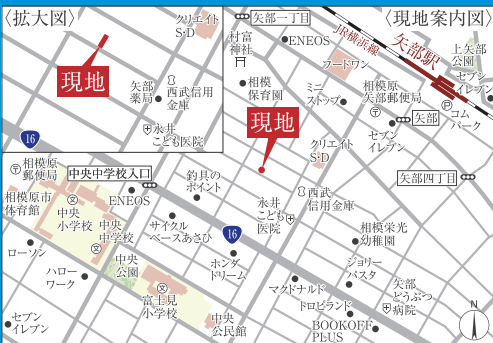 〈拡大図〉
クリエイト
S・D
現地
矢部
薬局
西武信用
金庫
永井
こども医院
16
〈現地案内図〉
矢部一丁目
村富
神社
ENEOS
JR横浜線
矢部駅
上矢部
公園
セブン
イレブン
フードワン
相模
保育園
ミニ
ストップ
相模原
矢部郵便局
コム
パーク
矢部
セブン
イレブン
現地
クリエイト
S・D
矢部四丁目
相模原
郵便局
中央中学校入口
釣具の
ポイント
永井
こども
医院
西武
信用金庫
相模原市
体育館
ENEOS
中央
小学校
中央
中学校
サイクル
ベースあさひ
16
相模栄光
幼稚園
ローソン
中央
公園
ホンダ
ドリーム
ジョリー
パスタ
ハロー
ワーク
富士見
小学校
マクドナルド
矢部
どうぶつ
病院
ドロピランド
セブン
イレブン
中央
公民館
BOOKOFF
PLUS
N